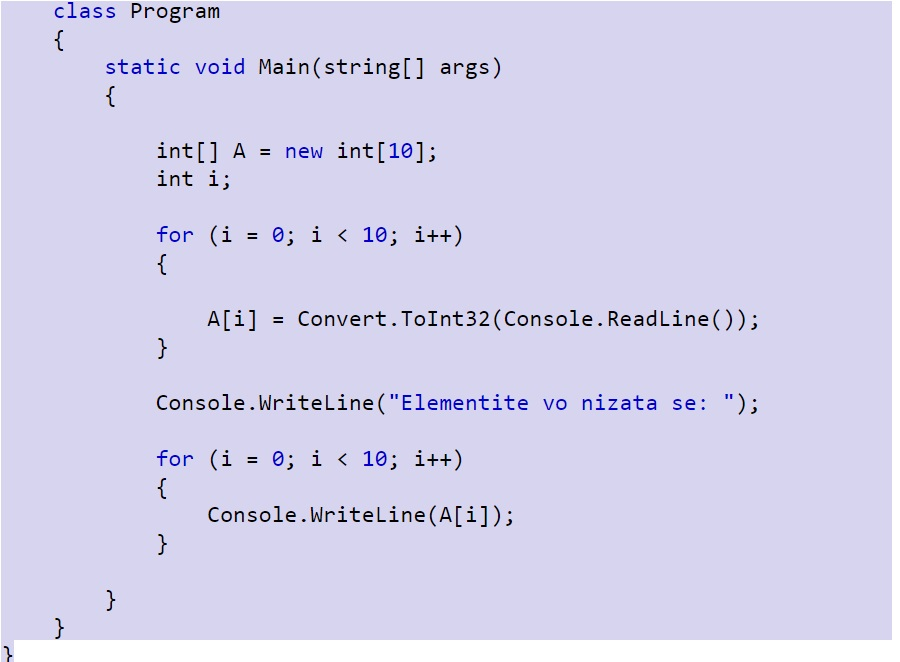 class Program
{
static void Main(string[] args)
{
int[] A = new int[10];
int i;
for (i = 0; i < 10; i++)
{
A[i] = Convert.ToInt32(Console.ReadLine());
}
Console.WriteLine("Elementite vo nizata se: ");
for (i = 0; i < 10; i++)
{
Console.WriteLine(A[i]);
}
}
}
}